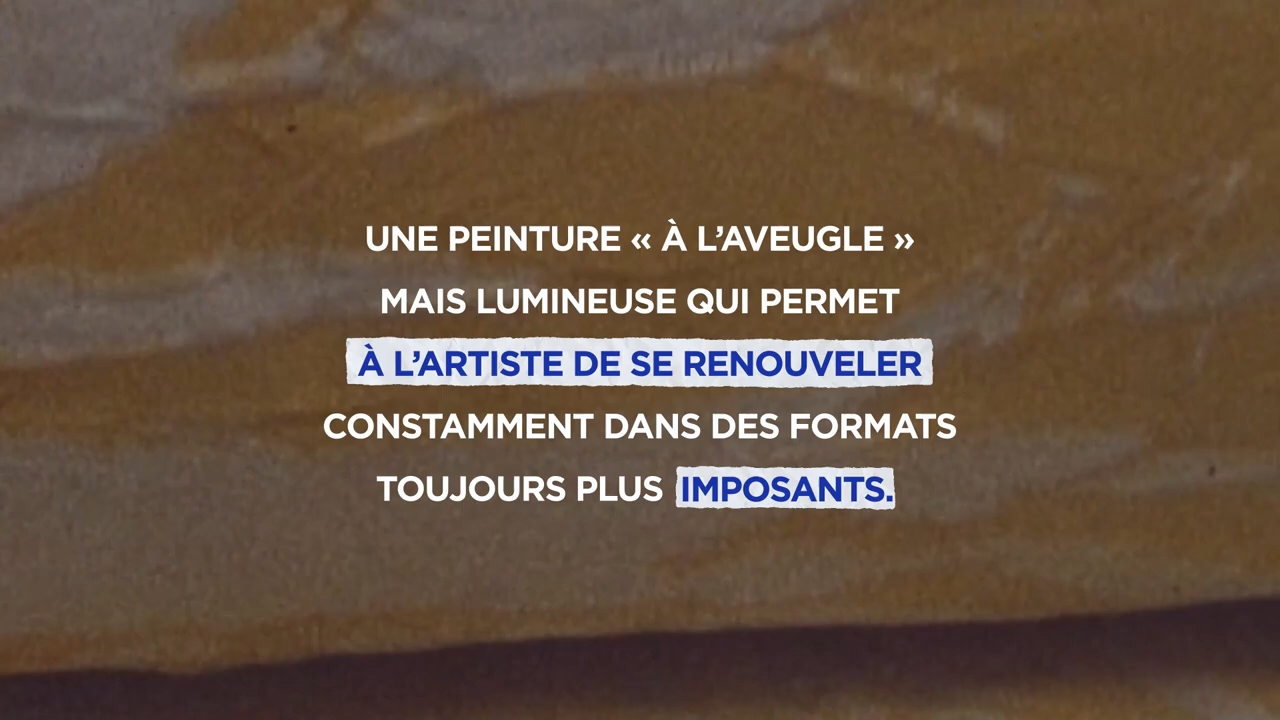 UNE PEINTURE « À L’AVEUGLE »
MAIS LUMINEUSE QUI PERMET
À L’ARTISTE DE SE RENOUVELER
CONSTAMMENT DANS DES FORMATS
TOUJOURS PLUS IMPOSANTS.